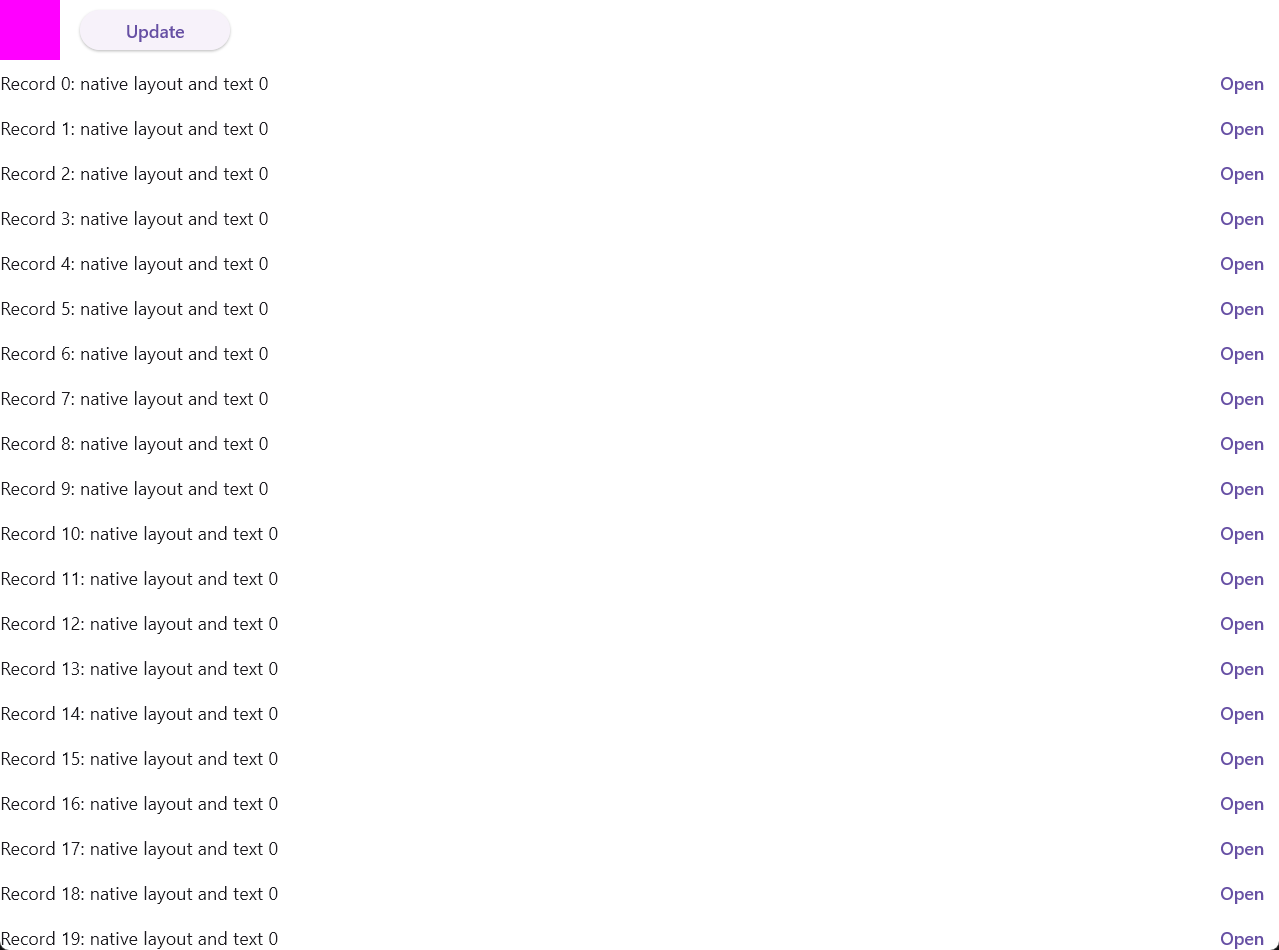 Update
Record 0: native layout and text 0 Open
Record 1: native layout and text 0 Open
Record 2: native layout and text 0 Open
Record 3: native layout and text 0 Open
Record 4: native layout and text 0 Open
Record 5: native layout and text 0 Open
Record 6: native layout and text 0 Open
Record 7: native layout and text 0 Open
Record 8: native layout and text 0 Open
Record 9: native layout and text 0 Open
Record 10: native layout and text 0 Open
Record 11: native layout and text 0 Open
Record 12: native layout and text 0 Open
Record 13: native layout and text 0 Open
Record 14: native layout and text 0 Open
Record 15: native layout and text 0 Open
Record 16: native layout and text 0 Open
Record 17: native layout and text 0 Open
Record 18: native layout and text 0 Open
Record 19: native layout and text 0 Open